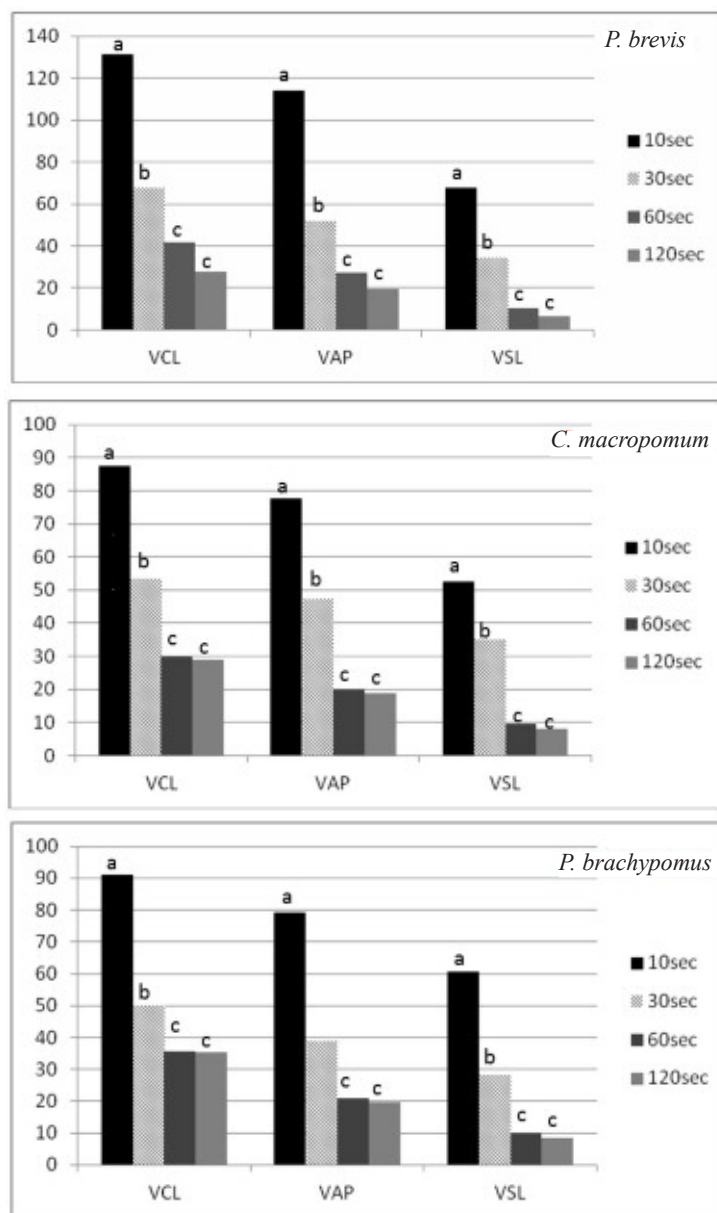 P. brevis
140
120
100
80
60
40
20
0
a
b
c
c
a
b
c
c
a
b
c
c
VCL VAP VSL
10sec
30sec
60sec
120sec
C. macropomum
100
90
80
70
60
50
40
30
20
10
0
a
b
c
c
a
b
c
c
a
b
c
c
VCL VAP VSL
10sec
30sec
60sec
120sec
P. brachypomus
100
90
80
70
60
50
40
30
20
10
0
a
b
c
c
a
c
c
a
b
c
c
VCL VAP VSL
10sec
30sec
60sec
120sec